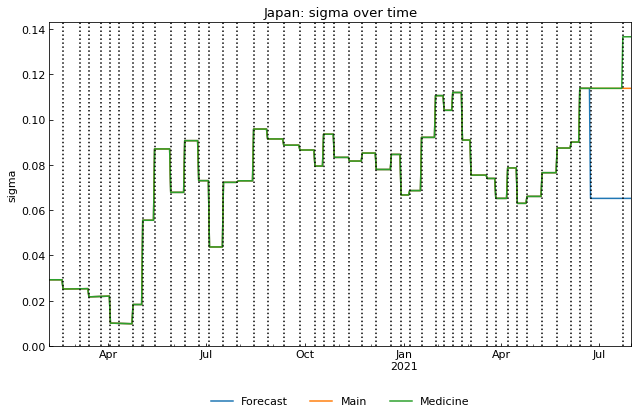 Japan: sigma over time
0.14
0.12
0.10
0.08
0.06
0.04
0.02
0.00
sigma
Apr Jul Oct Jan Apr Jul
2021
Forecast Main Medicine